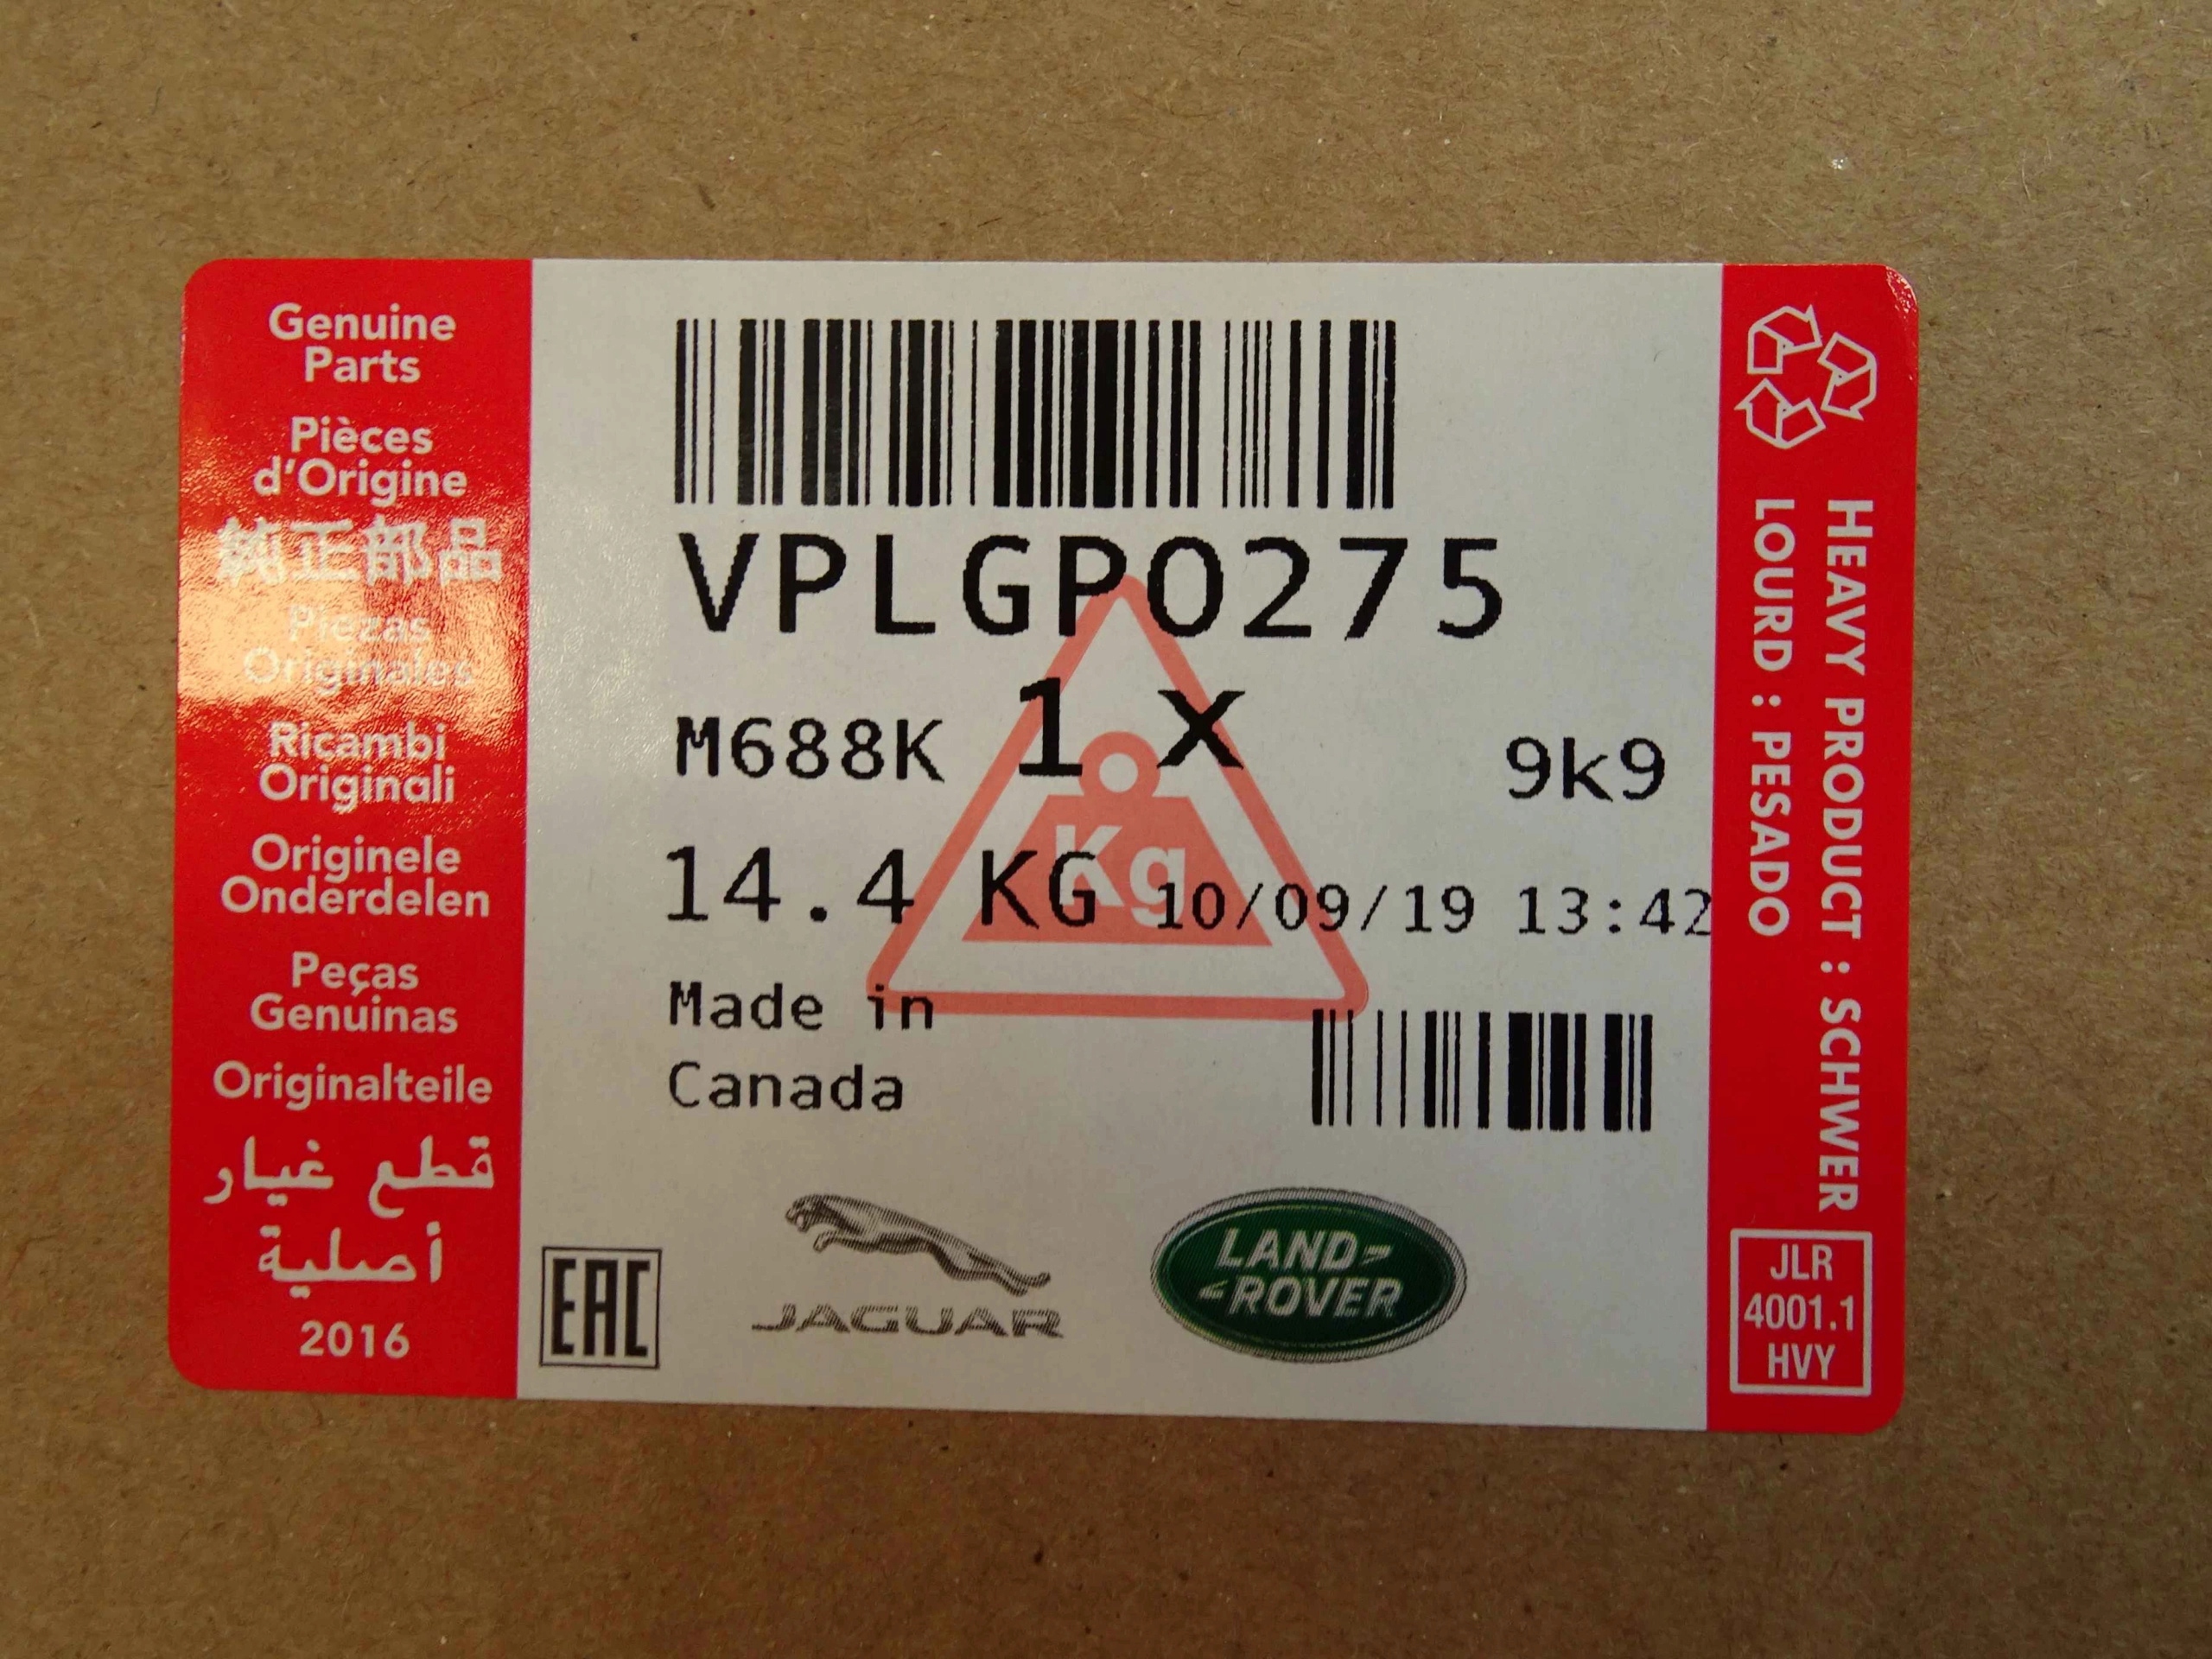 Genuine
Parts
Pièces
d'Origine
純正部品
Piezas
Originales
Ricambi
Originali
Originele
Onderdelen
Peças
Genuinas
Originalteile
قطع غيار
أصلية
2016
VPLGP0275
M688K 1 x 9k9
Kg
14.4 KG 10/09/19 13:42
Made in
Canada
EAC
JAGUAR
LAND
ROVER
HEAVY PRODUCT : SCHWER
LOURD : PESADO
JLR
4001.1
HVY